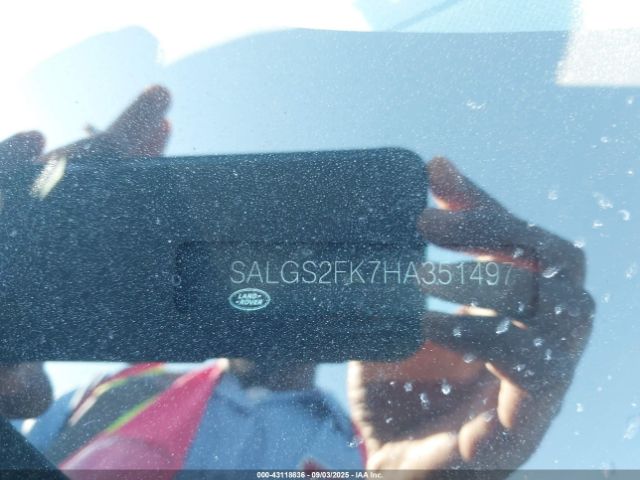 SALGS2FK7HA351497
LAND-
ROVER
000-43118636 - 09/03/2025 - IAA Inc.